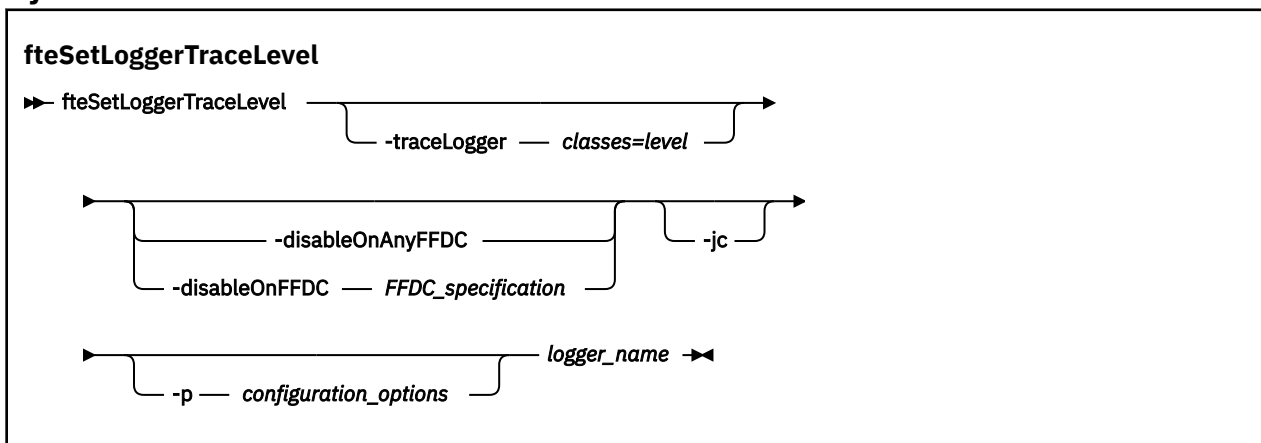 fteSetLoggerTraceLevel
fteSetLoggerTraceLevel
-traceLogger classes=level
-disableOnAnyFFDC
-jc
-disableOnFFDC FFDC_specification
logger_name
-p configuration_options